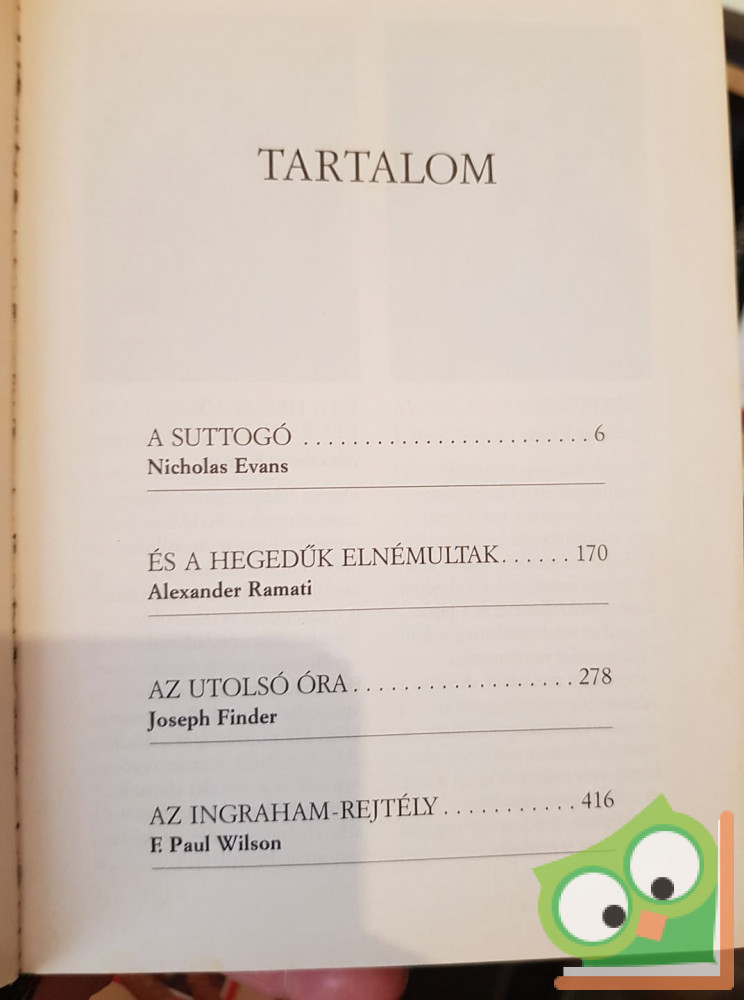 TARTALOM
A SUTTOGÓ ........................ 6
Nicholas Evans
ÉS A HEGEDŰK ELNÉMULTAK...... 170
Alexander Ramati
AZ UTOLSÓ ÓRA.................. 278
Joseph Finder
AZ INGRAHAM-REJTÉLY ........... 416
F. Paul Wilson